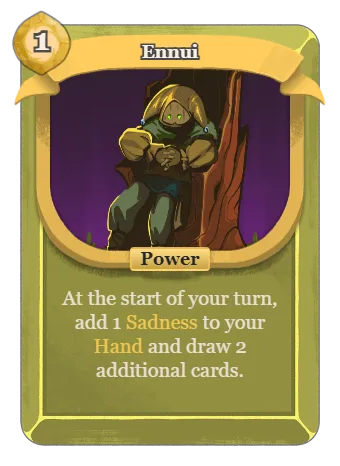 1
Ennui
Power
At the start of your turn,
add 1 Sadness to your
Hand and draw 2
additional cards.